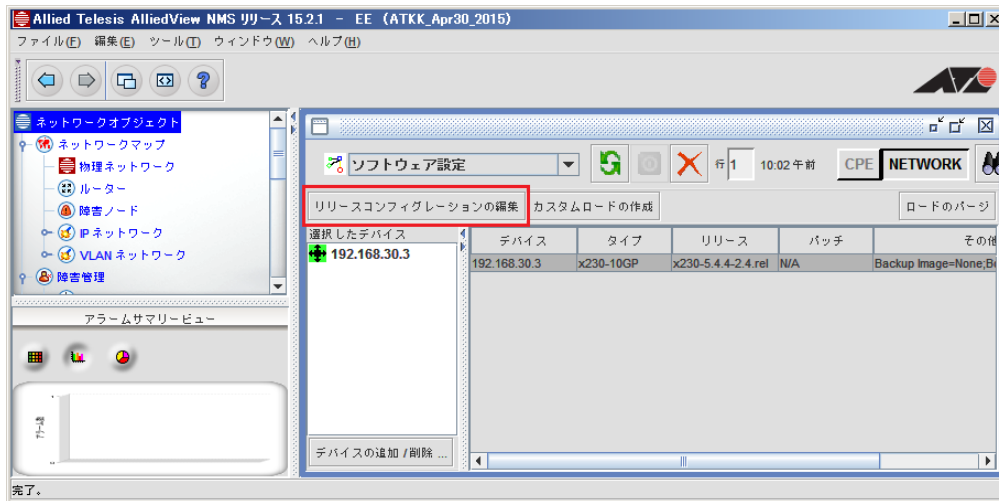 Allied Telesis AlliedView NMS リリース 15.2.1 - EE (ATKK_Apr30_2015)
ファイル(F) 編集(E) ツール(T) ウィンドウ(W) ヘルプ(H)
ネットワークオブジェクト
ネットワークマップ
物理ネットワーク
ルーター
障害ノード
IP ネットワーク
VLAN ネットワーク
障害管理
アラームサマリービュー
アラーム数
ソフトウェア設定
行 1 10:02 午前 CPE NETWORK
リリースコンフィグレーションの編集 カスタムロードの作成 ロードのパージ
選択したデバイス
192.168.30.3
デバイスの追加 /削除 ...
デバイス タイプ リリース パッチ その他
192.168.30.3 x230-10GP x230-5.4.4-2.4.rel N/A Backup Image=None;B
完了。